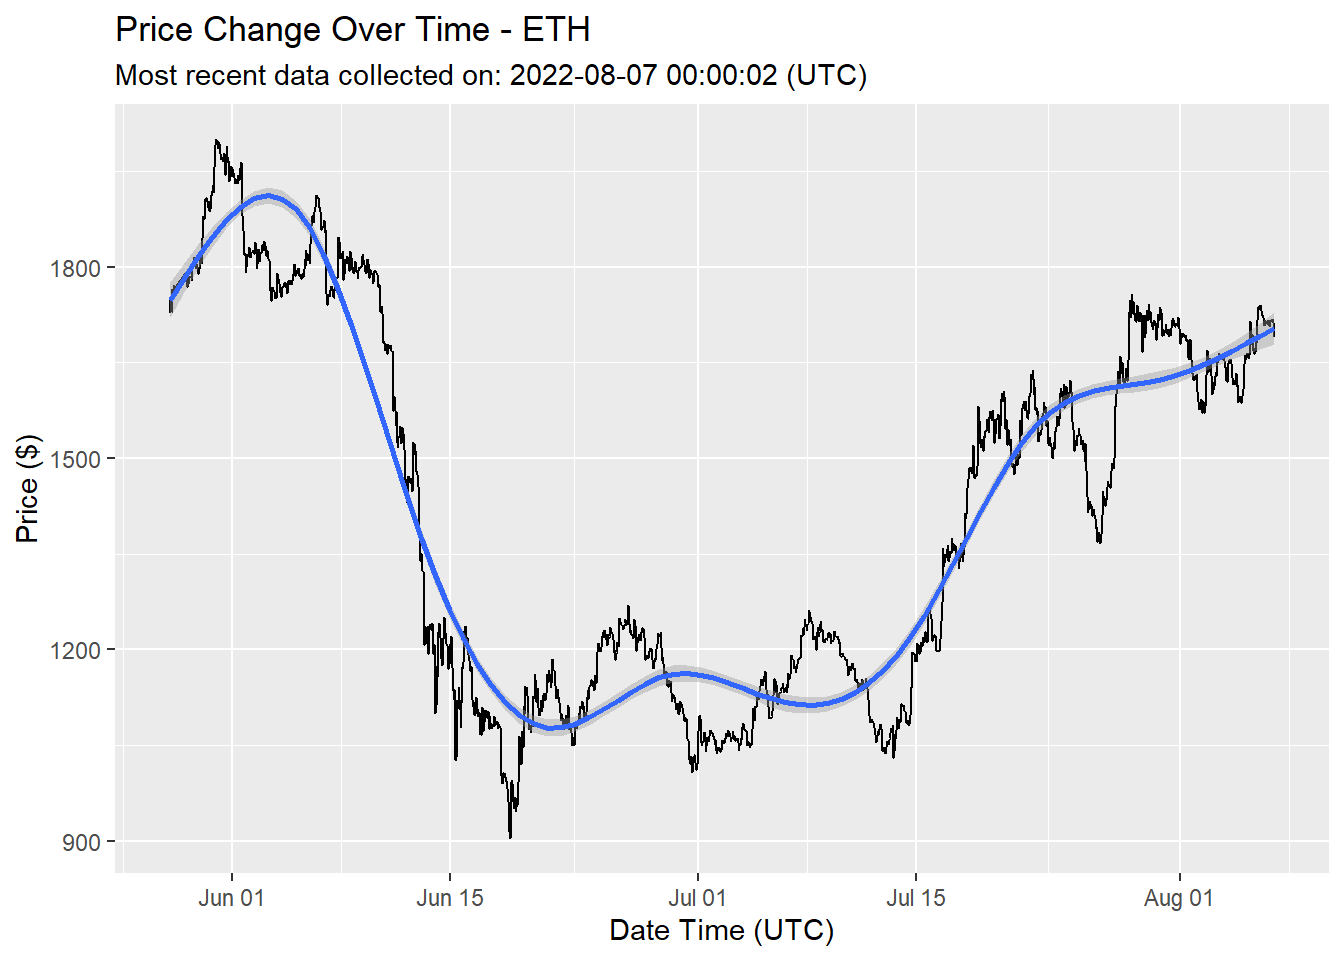 Price Change Over Time - ETH
Most recent data collected on: 2022-08-07 00:00:02 (UTC)
Price ($)
1800
1500
1200
900
Jun 01
Jun 15
Jul 01
Jul 15
Aug 01
Date Time (UTC)